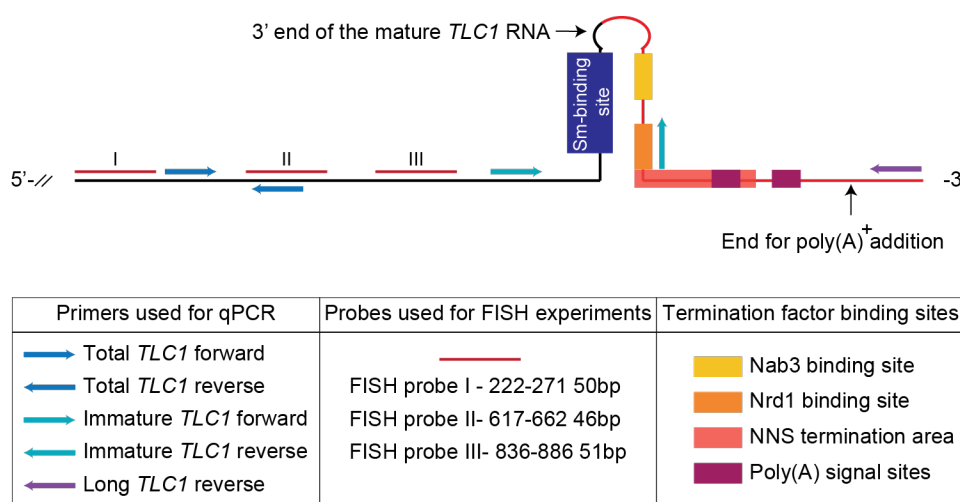 3' end of the mature TLC1 RNA
Sm-binding
site
I
II
III
5'-//
-3
End for poly(A)+ addition
Primers used for qPCR
Total TLC1 forward
Total TLC1 reverse
Immature TLC1 forward
Immature TLC1 reverse
Long TLC1 reverse
Probes used for FISH experiments
FISH probe I - 222-271 50bp
FISH probe II- 617-662 46bp
FISH probe III- 836-886 51bp
Termination factor binding sites
Nab3 binding site
Nrd1 binding site
NNS termination area
Poly(A) signal sites